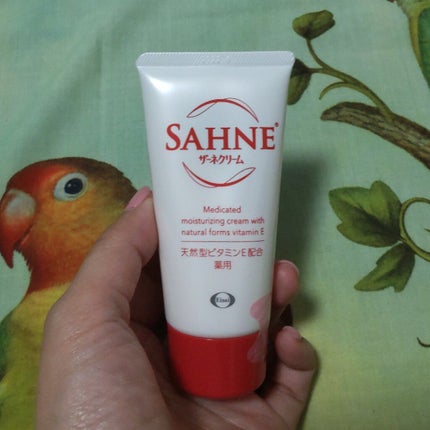 SAHNE®
ザーネクリーム
Medicated
moisturizing cream with
natural forms vitamin E
天然型ビタミンE配合
薬用
Eisai